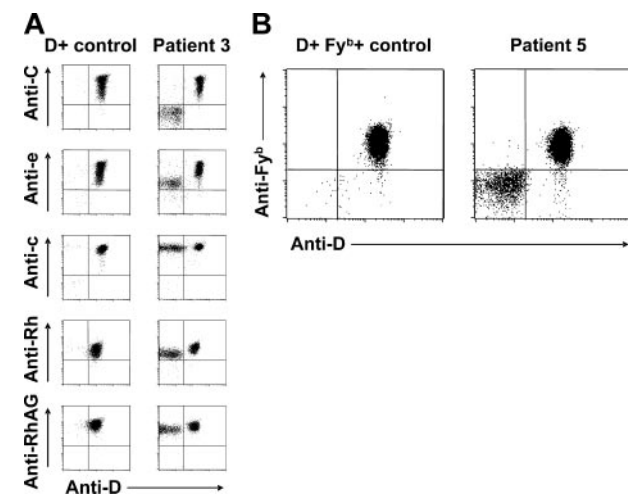 A
D+ control
Patient 3
Anti-C
Anti-e
Anti-c
Anti-Rh
Anti-RhAG
Anti-D
B
D+ Fyᵇ+ control
Patient 5
Anti-Fyᵇ
Anti-D